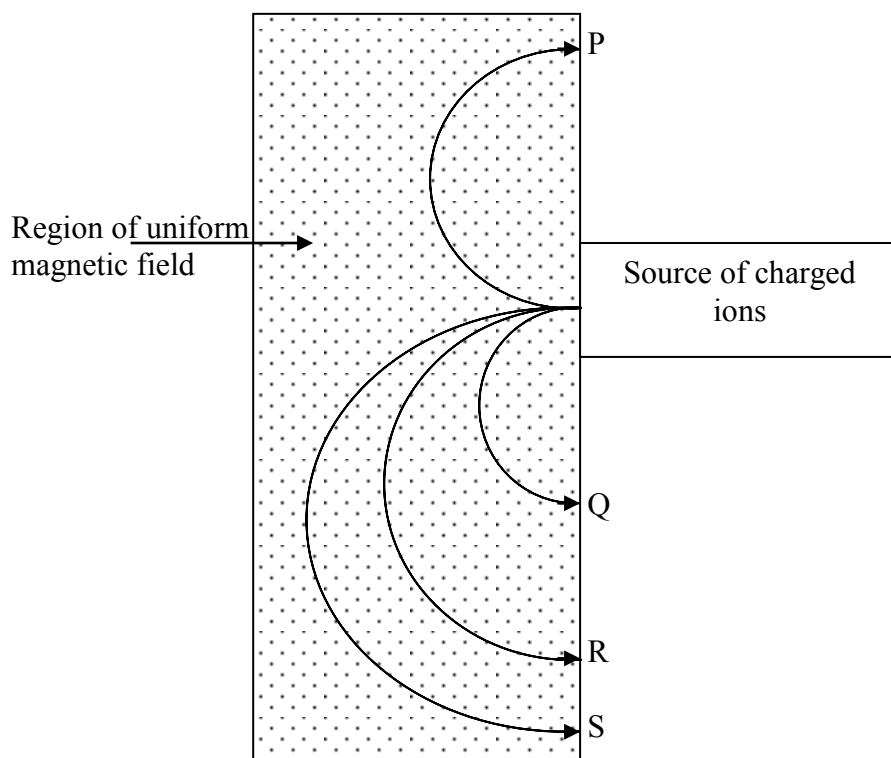 P
Region of uniform
magnetic field
Source of charged
ions
Q
R
S